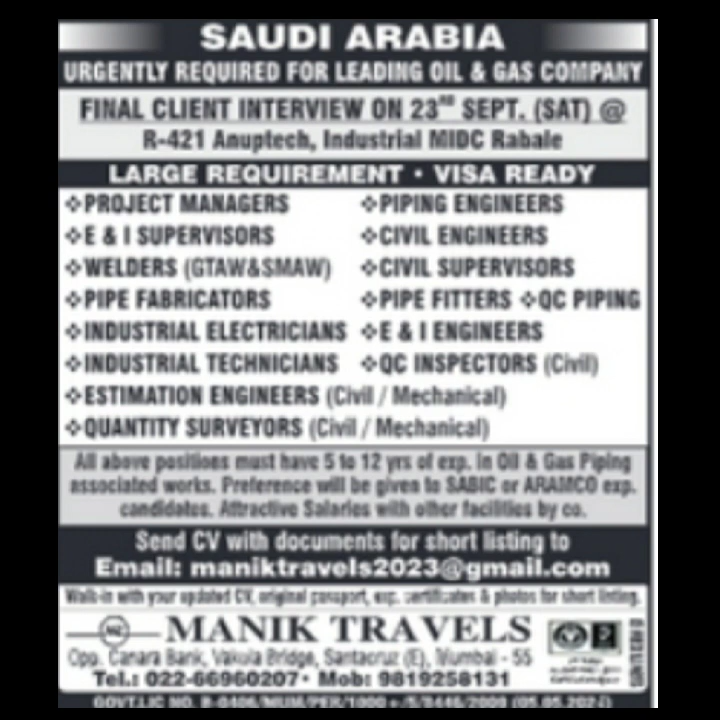 SAUDI ARABIA
URGENTLY REQUIRED FOR LEADING OIL & GAS COMPANY
FINAL CLIENT INTERVIEW ON 23RD SEPT. (SAT) @
R-421 Anuptech, Industrial MIDC Rabale
LARGE REQUIREMENT • VISA READY
❖PROJECT MANAGERS ❖PIPING ENGINEERS
❖E & I SUPERVISORS ❖CIVIL ENGINEERS
❖WELDERS (GTAW&SMAW) ❖CIVIL SUPERVISORS
❖PIPE FABRICATORS ❖PIPE FITTERS ❖QC PIPING
❖INDUSTRIAL ELECTRICIANS ❖E & I ENGINEERS
❖INDUSTRIAL TECHNICIANS ❖QC INSPECTORS (Civil)
❖ESTIMATION ENGINEERS (Civil / Mechanical)
❖QUANTITY SURVEYORS (Civil / Mechanical)
All above positions must have 5 to 12 yrs of exp. in Oil & Gas Piping
associated works. Preference will be given to SABIC or ARAMCO exp.
candidates. Attractive Salaries with other facilities by co.
Send CV with documents for short listing to
Email: maniktravels2023@gmail.com
Walk-in with your updated CV, original passport, exp. certificates & photos for short listing.
MANIK TRAVELS
Opp. Canara Bank, Vakola Bridge, Santacruz (E), Mumbai - 55
Tel.: 022-66960207 • Mob: 9819258131
GOVT.LIC NO.